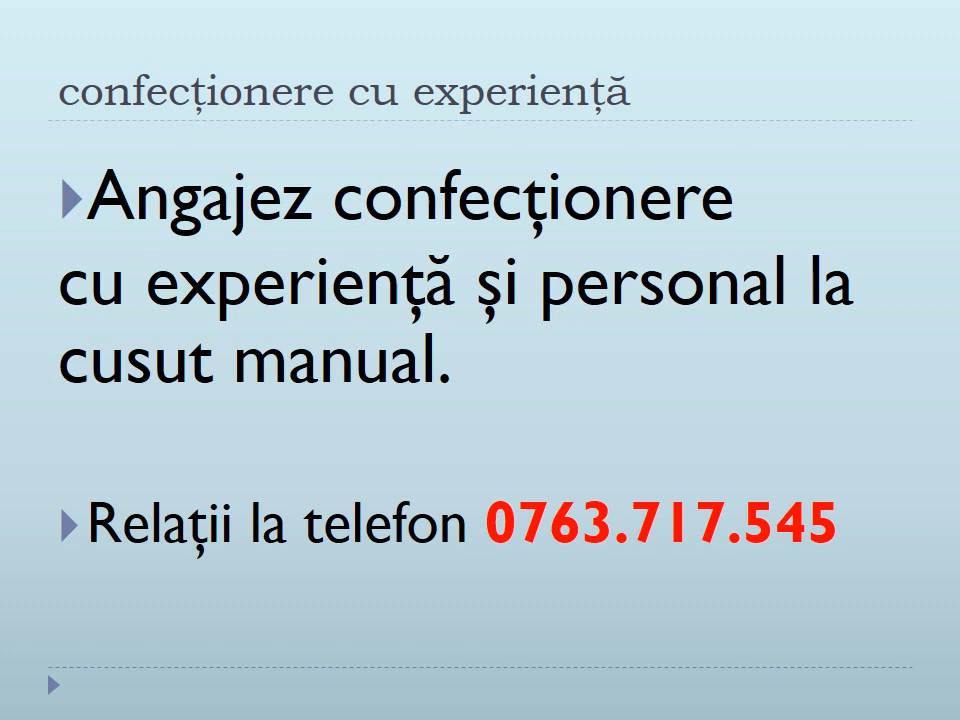 confecționere cu experiență
Angajez confecționere
cu experiență și personal la
cusut manual.
Relații la telefon 0763.717.545